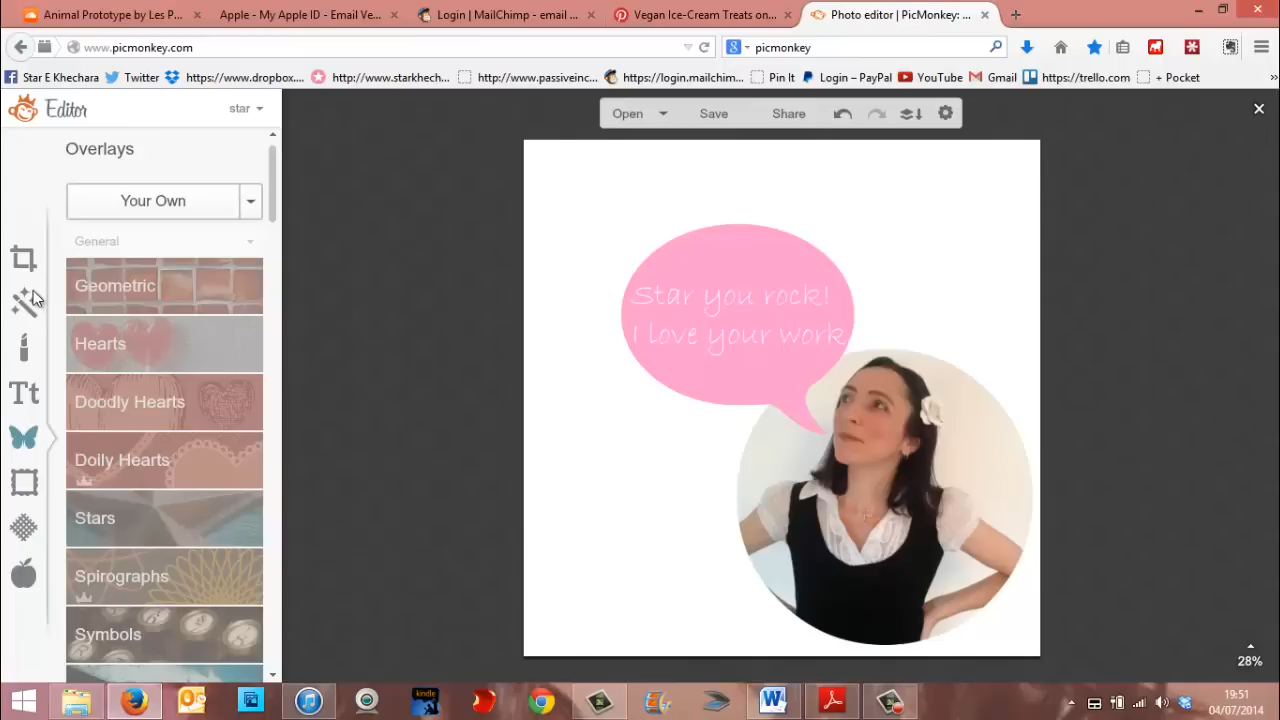 Animal Prototype by Les P...
Apple - My Apple ID - Email Ve...
Login | MailChimp - email ...
Vegan Ice-Cream Treats on...
Photo editor | PicMonkey: ...
www.picmonkey.com
picmonkey
Star E Khechara
Twitter
https://www.dropbox....
http://www.starkhech...
http://www.passiveinc...
https://login.mailchim...
Pin It
Login – PayPal
YouTube
Gmail
https://trello.com
+ Pocket
Editor
star
Open
Save
Share
Overlays
Your Own
General
Geometric
Hearts
Doodly Hearts
Dolly Hearts
Stars
Spirographs
Symbols
Tt
Star you rock!
I love your work
28%
kindle
19:51
04/07/2014